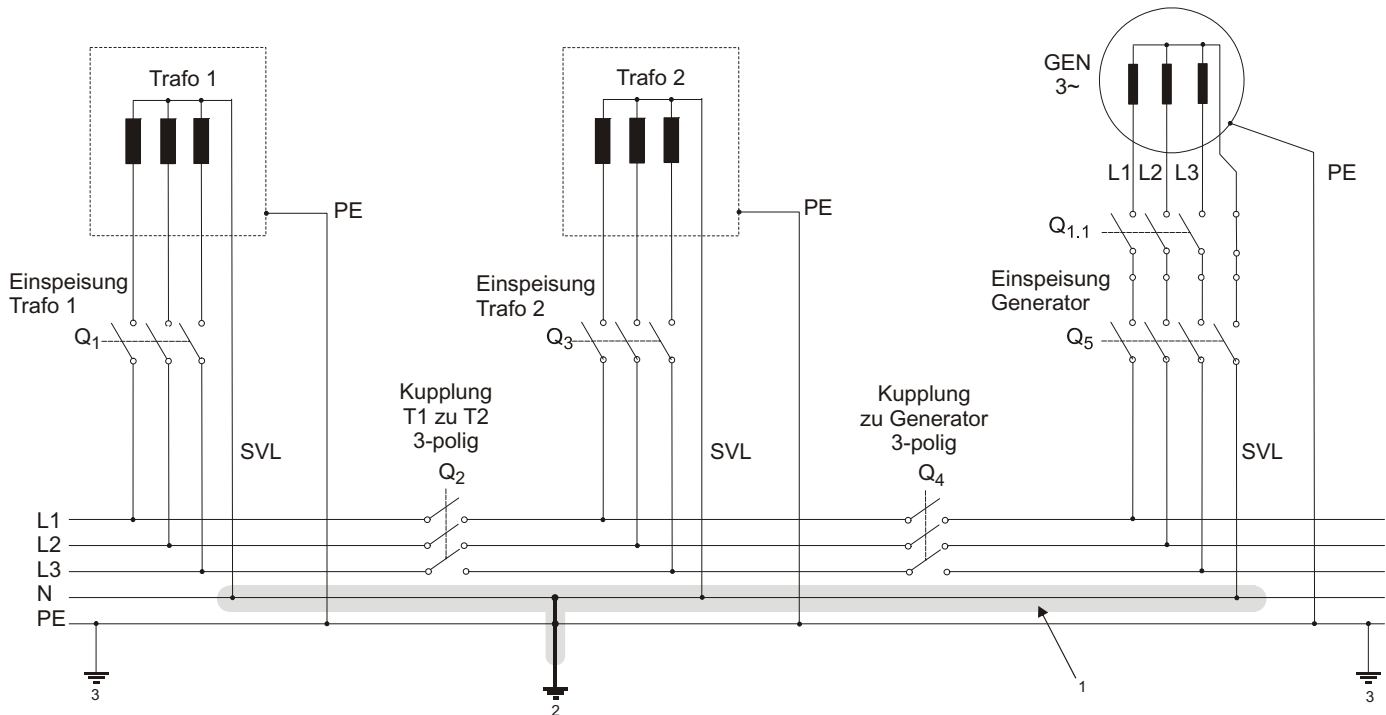 Trafo 1
Trafo 2
GEN
3~
L1
L2
L3
PE
PE
PE
Q1.1
Einspeisung
Trafo 1
Q1
Einspeisung
Trafo 2
Q3
Einspeisung
Generator
Q5
Kupplung
T1 zu T2
3-polig
Q2
Kupplung
zu Generator
3-polig
Q4
SVL
SVL
SVL
L1
L2
L3
N
PE
3
2
1
3